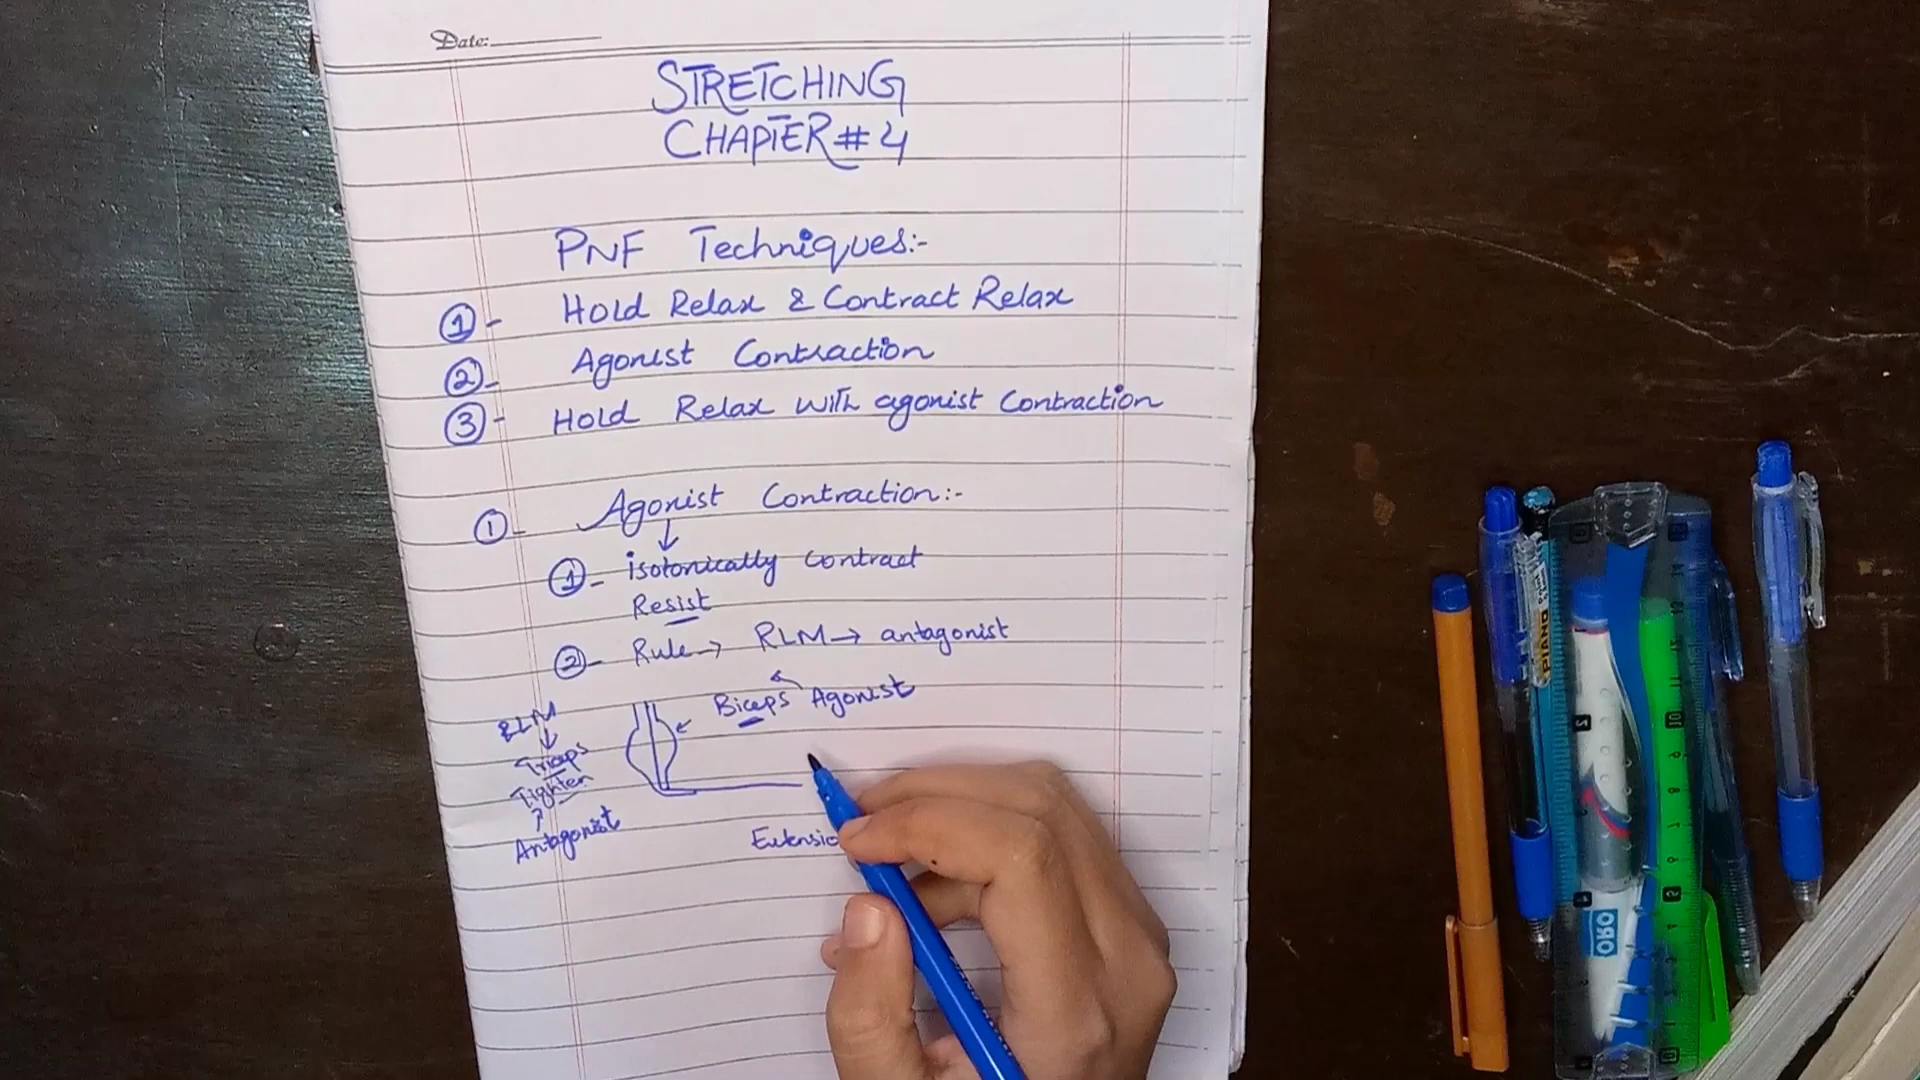 Date:
STRETCHING
CHAPTER # 4
PNF Techniques:-
1- Hold Relax & Contract Relax
2- Agonist Contraction
3- Hold Relax with agonist Contraction
1- Agonist Contraction:-
↓
1- isotonically contract
Resist
2- Rule → RLM → antagonist
Biceps Agonist
RLM
↓
Triceps
Tighten
↑
Antagonist
Extensio
PIANO
ORO